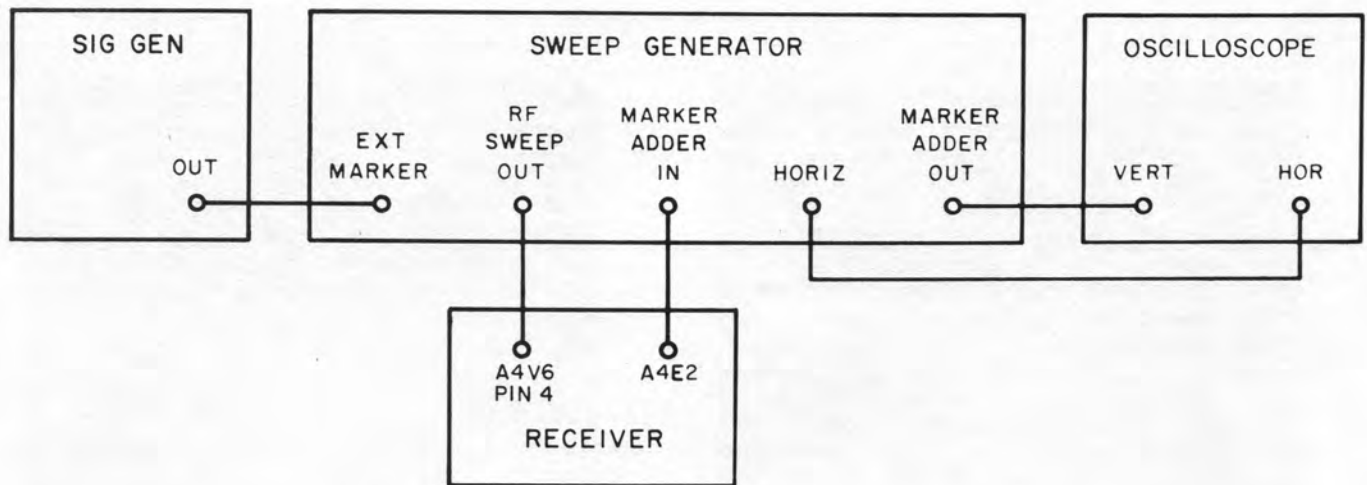 SIG GEN
OUT
SWEEP GENERATOR
EXT
MARKER
RF
SWEEP
OUT
MARKER
ADDER
IN
HORIZ
MARKER
ADDER
OUT
OSCILLOSCOPE
VERT
HOR
A4V6
PIN 4
A4E2
RECEIVER